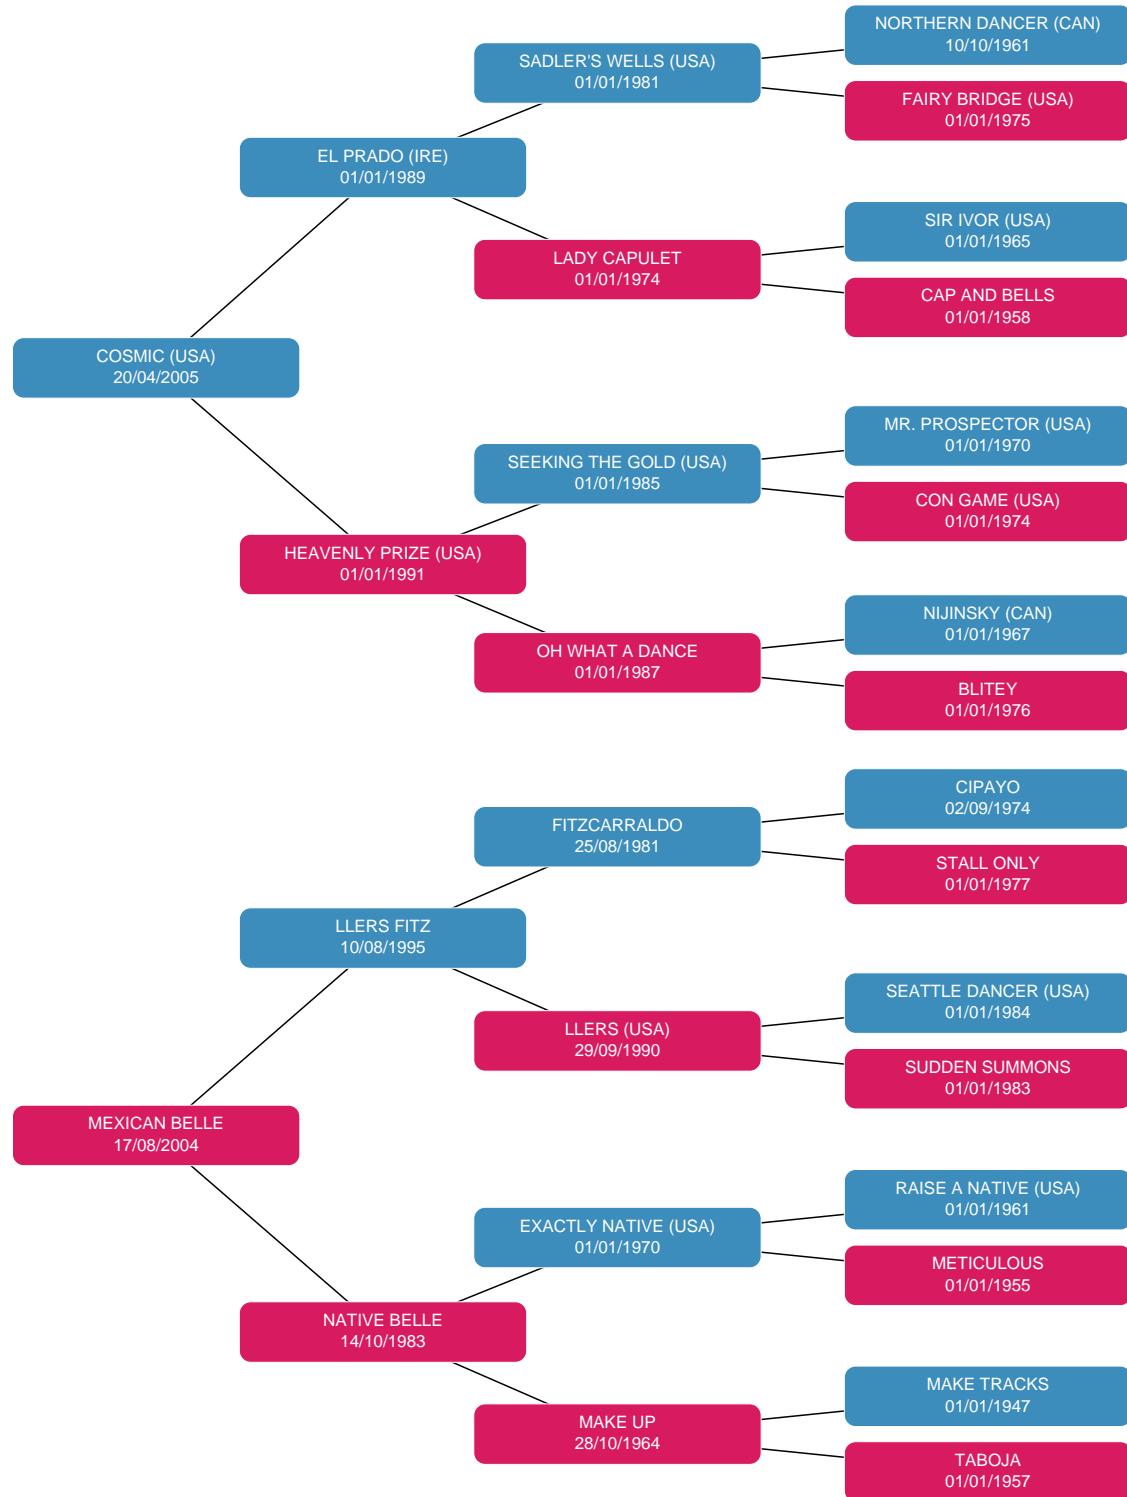 NORTHERN DANCER (CAN)
10/10/1961
SADLER'S WELLS (USA)
01/01/1981
FAIRY BRIDGE (USA)
01/01/1975
EL PRADO (IRE)
01/01/1989
SIR IVOR (USA)
01/01/1965
LADY CAPULET
01/01/1974
CAP AND BELLS
01/01/1958
COSMIC (USA)
20/04/2005
MR. PROSPECTOR (USA)
01/01/1970
SEEKING THE GOLD (USA)
01/01/1985
CON GAME (USA)
01/01/1974
HEAVENLY PRIZE (USA)
01/01/1991
NIJINSKY (CAN)
01/01/1967
OH WHAT A DANCE
01/01/1987
BLITEY
01/01/1976
CIPAYO
02/09/1974
FITZCARRALDO
25/08/1981
STALL ONLY
01/01/1977
LLERS FITZ
10/08/1995
SEATTLE DANCER (USA)
01/01/1984
LLERS (USA)
29/09/1990
SUDDEN SUMMONS
01/01/1983
MEXICAN BELLE
17/08/2004
RAISE A NATIVE (USA)
01/01/1961
EXACTLY NATIVE (USA)
01/01/1970
METICULOUS
01/01/1955
NATIVE BELLE
14/10/1983
MAKE TRACKS
01/01/1947
MAKE UP
28/10/1964
TABOJA
01/01/1957